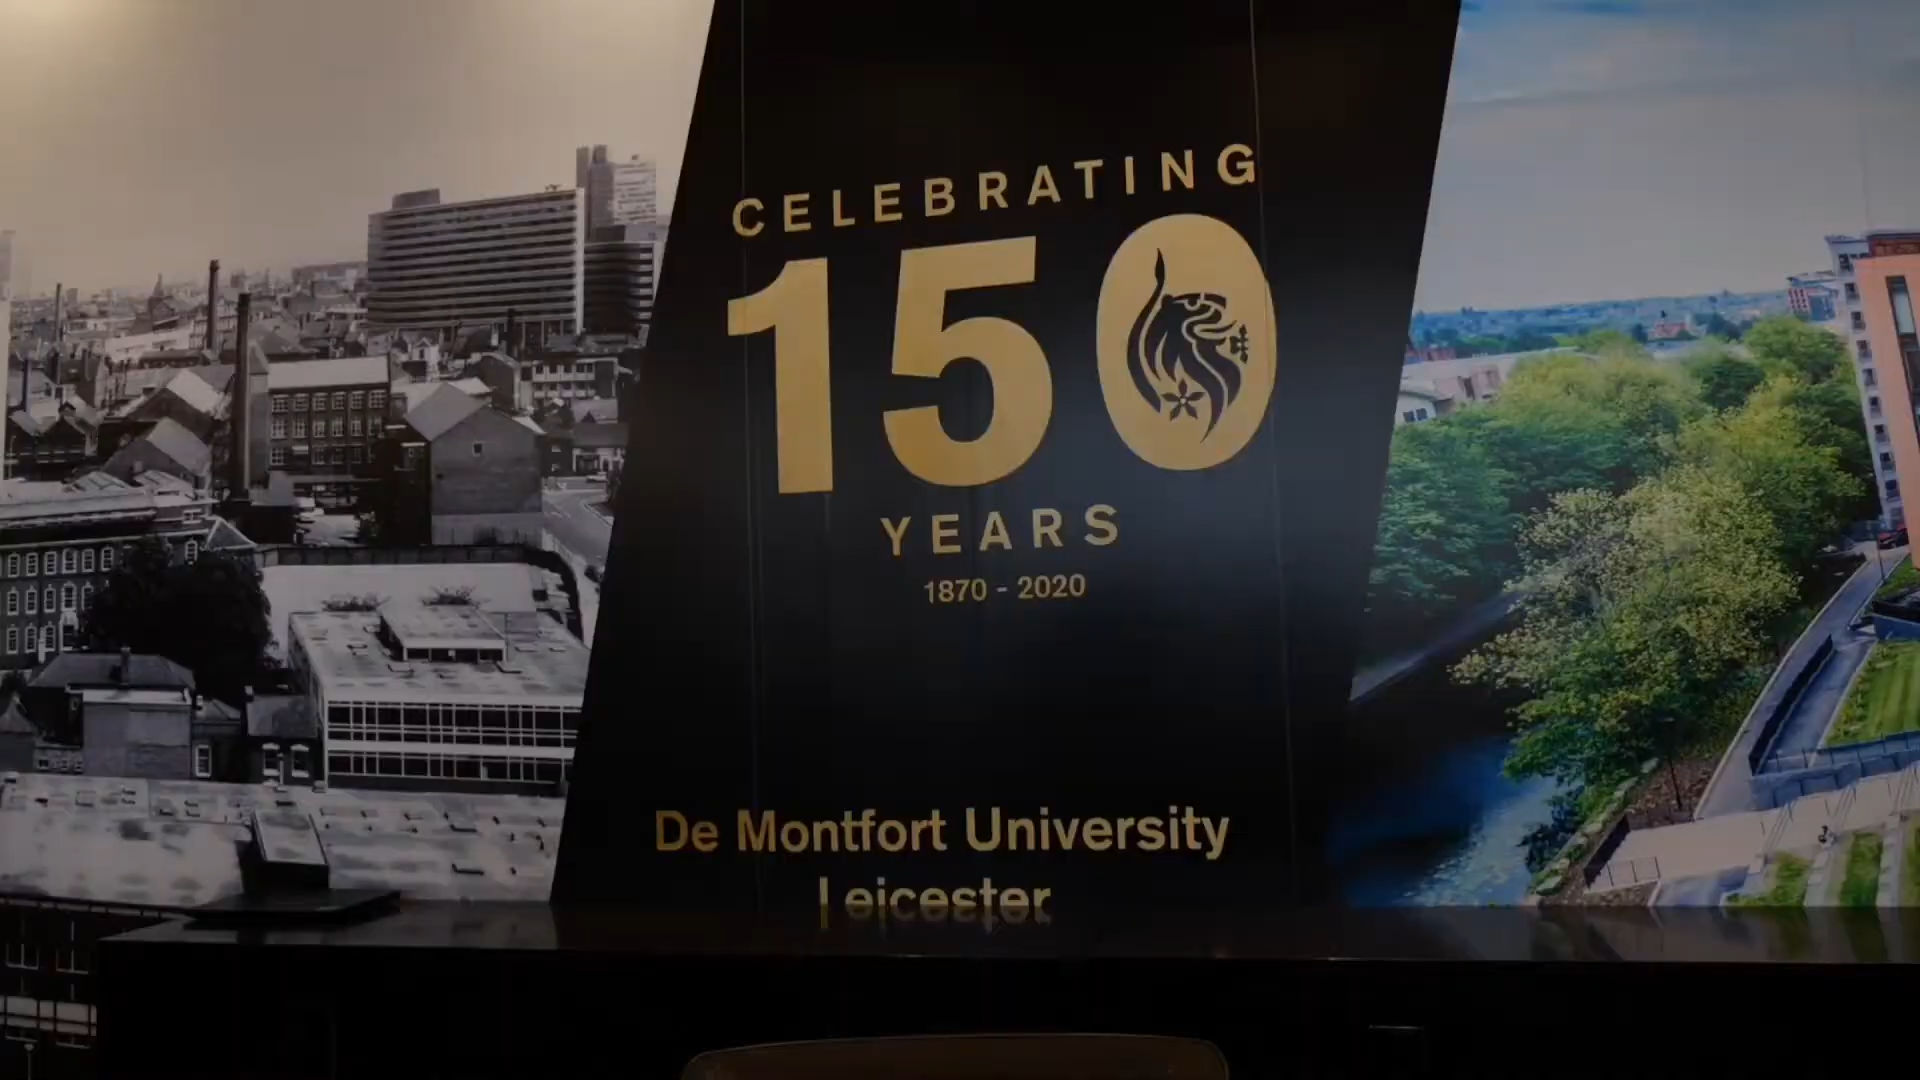 CELEBRATING
150
YEARS
1870 - 2020
De Montfort University
Leicester